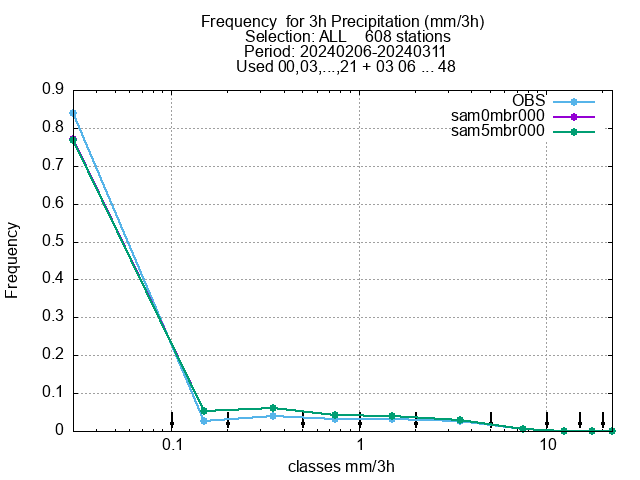 Frequency  for 3h Precipitation (mm/3h)
Selection: ALL    608 stations
Period: 20240206-20240311
Used 00,03,...,21 + 03 06 ... 48
OBS
sam0mbr000
sam5mbr000
Frequency
0.9
0.8
0.7
0.6
0.5
0.4
0.3
0.2
0.1
0
0.1
1
10
classes mm/3h